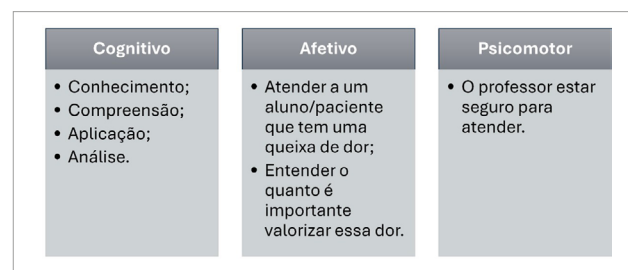 Cognitivo
• Conhecimento;
• Compreensão;
• Aplicação;
• Análise.
Afetivo
• Atender a um
aluno/paciente
que tem uma
queixa de dor;
• Entender o
quanto é
importante
valorizar essa dor.
Psicomotor
• O professor estar
seguro para
atender.